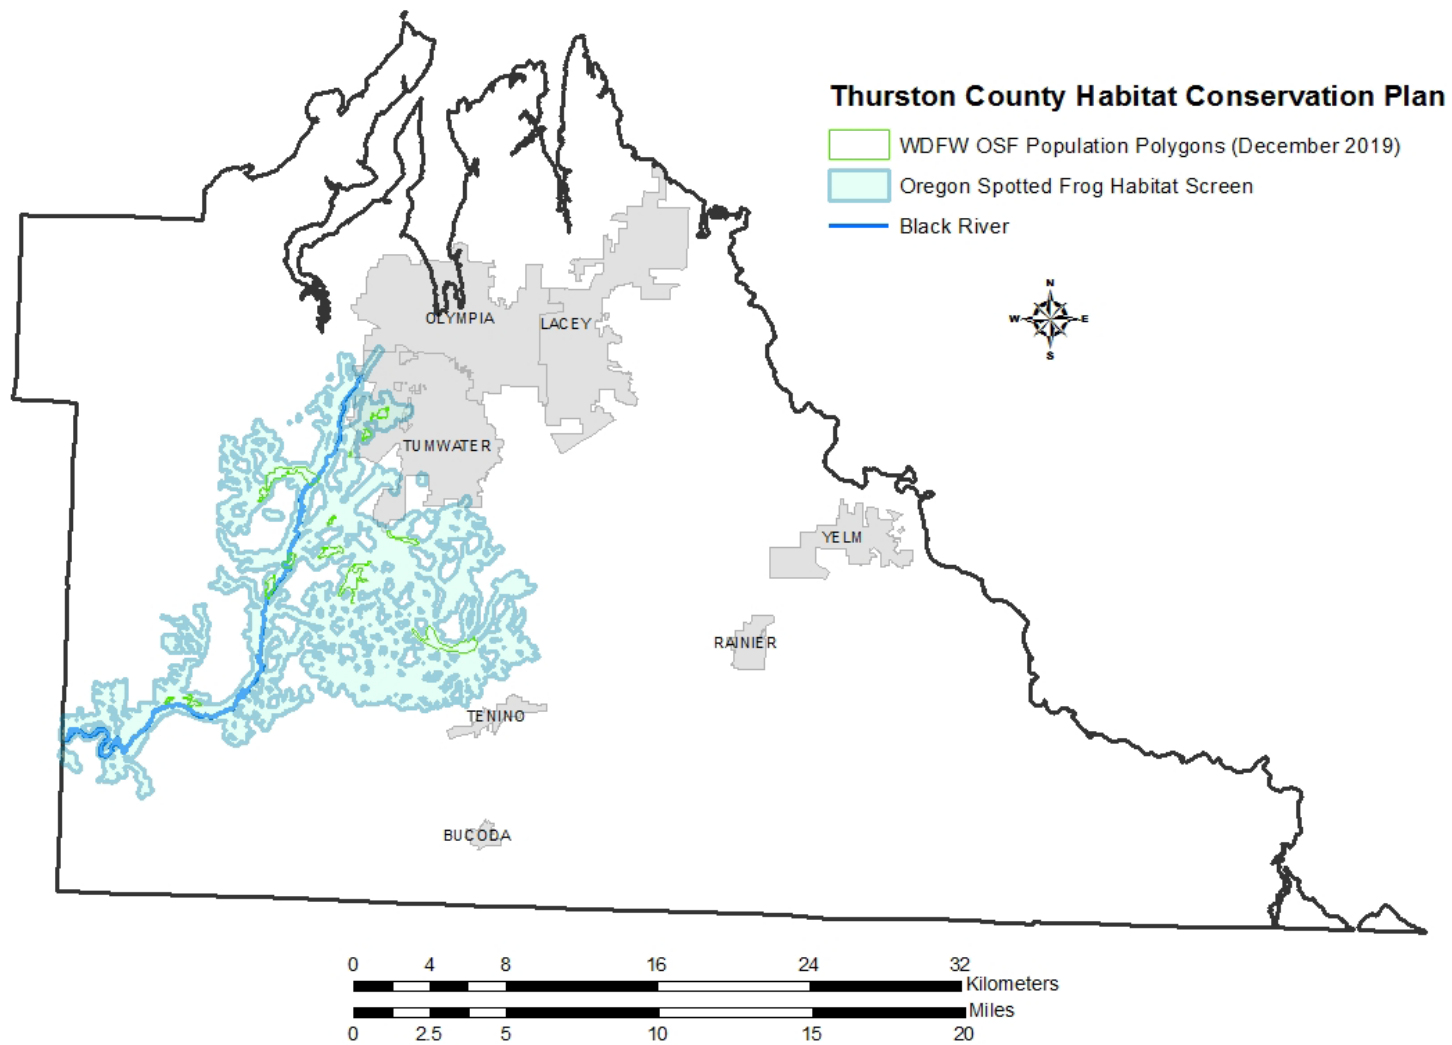 Thurston County Habitat Conservation Plan
WDFW OSF Population Polygons (December 2019)
Oregon Spotted Frog Habitat Screen
Black River
N
W E
S
OLYMPIA LACEY
TUMWATER
YELM
RAINIER
TENINO
BUCODA
0 4 8 16 24 32
Kilometers
Miles
0 2.5 5 10 15 20